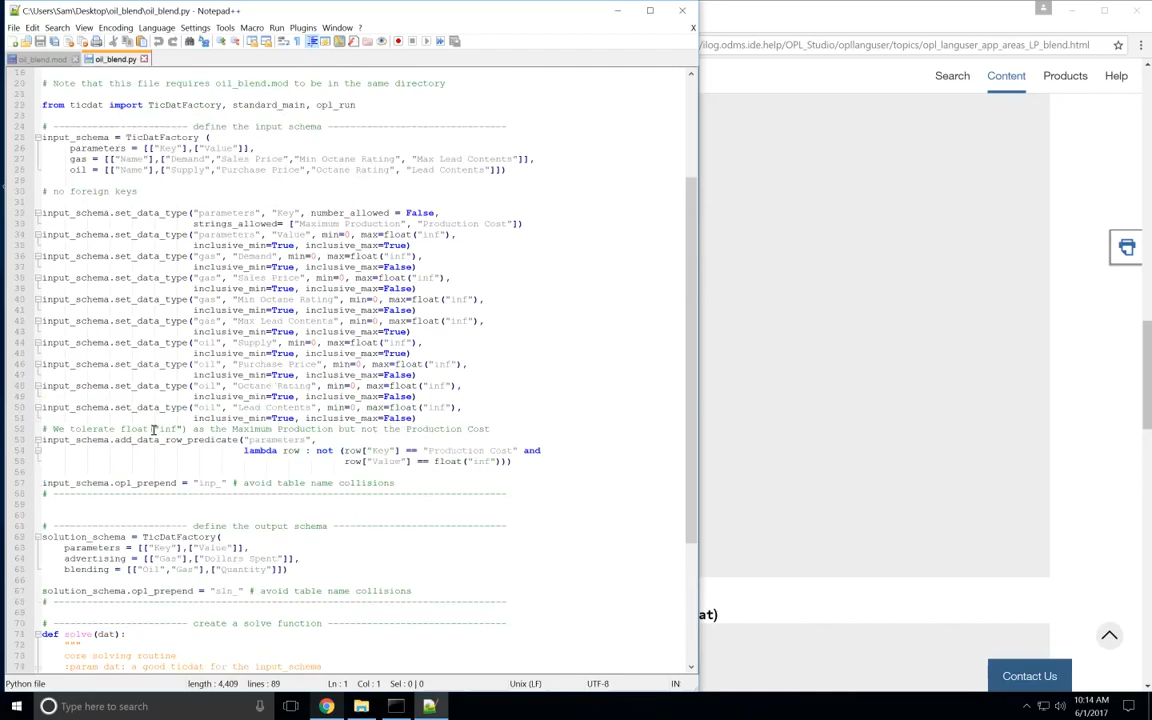 C:\Users\Sam\Desktop\oil_blend\oil_blend.py - Notepad++
File Edit Search View Encoding Language Settings Tools Macro Run Plugins Window ? X
oil_blend.mod oil_blend.py
# Note that this file requires oil_blend.mod to be in the same directory
from ticdat import TicDatFactory, standard_main, opl_run
# ------------------------ define the input schema --------------------------------
input_schema = TicDatFactory (
parameters = [["Key"],["Value"]],
gas = [["Name"],["Demand","Sales Price","Min Octane Rating", "Max Lead Contents"]],
oil = [["Name"],["Supply","Purchase Price","Octane Rating", "Lead Contents"]])
# no foreign keys
input_schema.set_data_type("parameters", "Key", number_allowed = False,
strings_allowed= ["Maximum Production", "Production Cost"])
input_schema.set_data_type("parameters", "Value", min=0, max=float("inf"),
inclusive_min=True, inclusive_max=True)
input_schema.set_data_type("gas", "Demand", min=0, max=float("inf"),
inclusive_min=True, inclusive_max=False)
input_schema.set_data_type("gas", "Sales Price", min=0, max=float("inf"),
inclusive_min=True, inclusive_max=False)
input_schema.set_data_type("gas", "Min Octane Rating", min=0, max=float("inf"),
inclusive_min=True, inclusive_max=False)
input_schema.set_data_type("gas", "Max Lead Contents", min=0, max=float("inf"),
inclusive_min=True, inclusive_max=True)
input_schema.set_data_type("oil", "Supply", min=0, max=float("inf"),
inclusive_min=True, inclusive_max=True)
input_schema.set_data_type("oil", "Purchase Price", min=0, max=float("inf"),
inclusive_min=True, inclusive_max=False)
input_schema.set_data_type("oil", "Octane Rating", min=0, max=float("inf"),
inclusive_min=True, inclusive_max=False)
input_schema.set_data_type("oil", "Lead Contents", min=0, max=float("inf"),
inclusive_min=True, inclusive_max=False)
# We tolerate float("inf") as the Maximum Production but not the Production Cost
input_schema.add_data_row_predicate("parameters",
lambda row : not (row["Key"] == "Production Cost" and
row["Value"] == float("inf")))
input_schema.opl_prepend = "inp_" # avoid table name collisions
# ---------------------------------------------------------------------------------
# ------------------------ define the output schema -------------------------------
solution_schema = TicDatFactory(
parameters = [["Key"],["Value"]],
advertising = [["Gas"],["Dollars Spent"]],
blending = [["Oil","Gas"],["Quantity"]])
solution_schema.opl_prepend = "sln_" # avoid table name collisions
# ---------------------------------------------------------------------------------
# ------------------------ create a solve function --------------------------------
def solve(dat):
"""
core solving routine
:param dat: a good ticdat for the input_schema
Python file length : 4,409 lines : 89 Ln : 1 Col : 1 Sel : 0 | 0 Unix (LF) UTF-8 IN
ilog.odms.ide.help/OPL_Studio/opllanguser/topics/opl_languser_app_areas_LP_blend.html
Search Content Products Help
at)
Contact Us
Type here to search
10:14 AM
6/1/2017